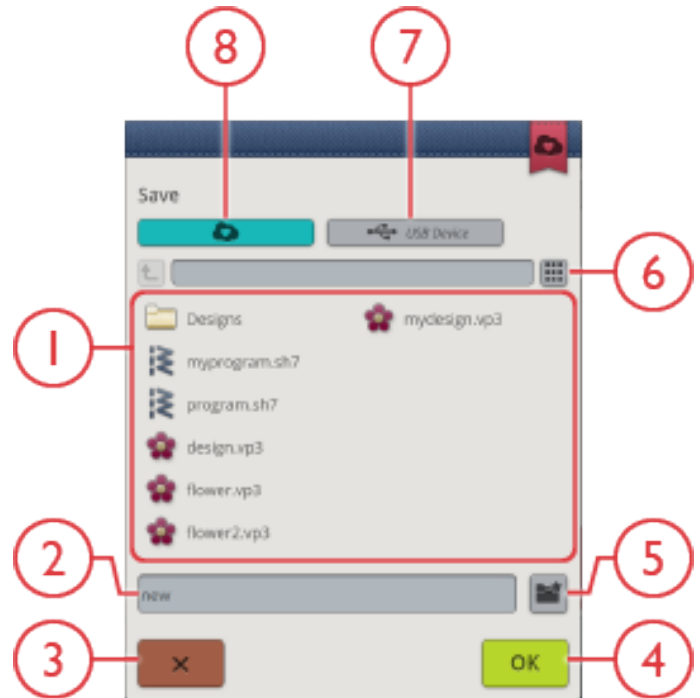 8 7
Save
USB Device
6
1
Designs mydesign.vp3
myprogram.sh7
program.sh7
design.vp3
flower.vp3
flower2.vp3
2 5
new
3 × OK 4